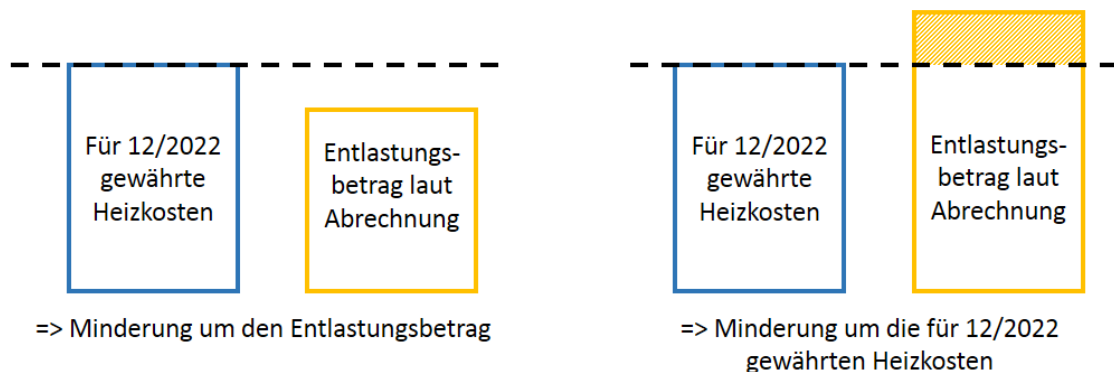 Für 12/2022
gewährte
Heizkosten
Entlastungs-
betrag laut
Abrechnung
=> Minderung um den Entlastungsbetrag
Für 12/2022
gewährte
Heizkosten
Entlastungs-
betrag laut
Abrechnung
=> Minderung um die für 12/2022
gewährten Heizkosten